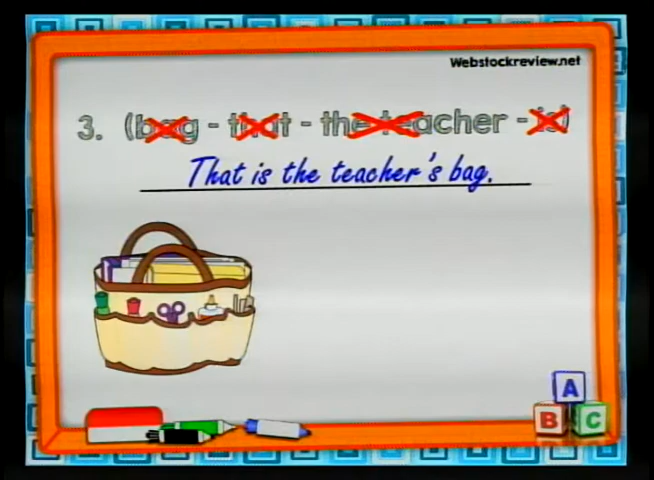 Webstockreview.net
3. (bag - that - the teacher - is)
That is the teacher's bag.
A
B C